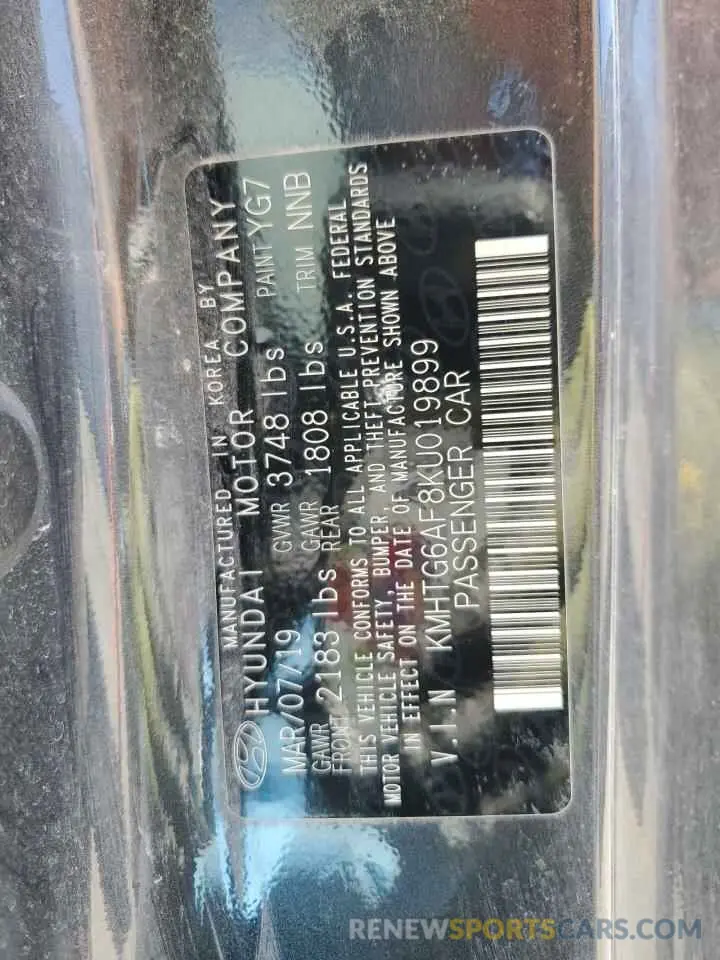 MANUFACTURED IN KOREA BY
HYUNDAI MOTOR COMPANY
MAR/07/19 GVWR 3748 lbs PAINT YG7
GAWR FRONT 2183 lbs GAWR REAR 1808 lbs TRIM NNB
THIS VEHICLE CONFORMS TO ALL APPLICABLE U.S.A. FEDERAL
MOTOR VEHICLE SAFETY, BUMPER, AND THEFT PREVENTION STANDARDS
IN EFFECT ON THE DATE OF MANUFACTURE SHOWN ABOVE
V.I.N KMHTG6AF8KU019899
PASSENGER CAR
RENEWSPORTSCARS.COM